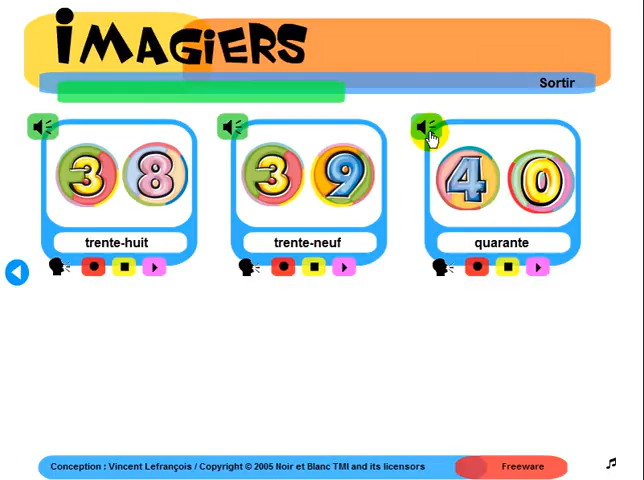 iMAGiERS
Sortir
38
39
40
trente-huit
trente-neuf
quarante
Conception : Vincent Lefrançois / Copyright © 2005 Noir et Blanc TMI and its licensors
Freeware